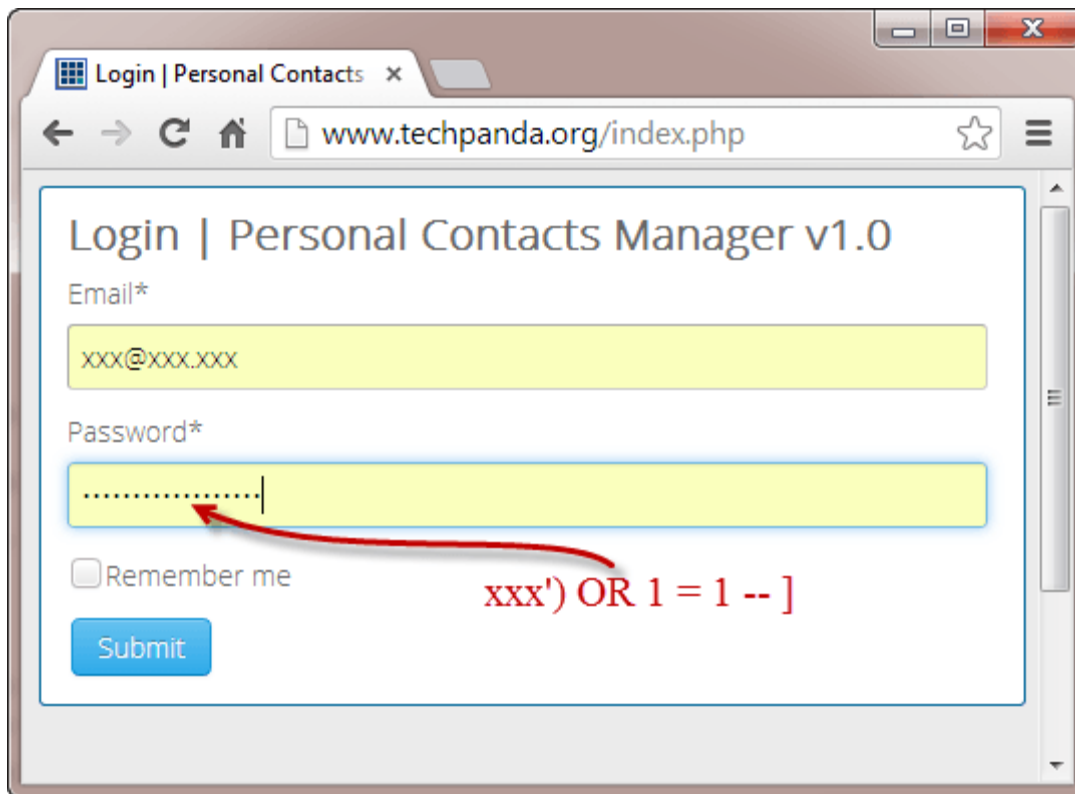 Login | Personal Contacts
www.techpanda.org/index.php
Login | Personal Contacts Manager v1.0
Email*
xxx@xxx.xxx
Password*
...................
Remember me
xxx') OR 1 = 1 -- ]
Submit